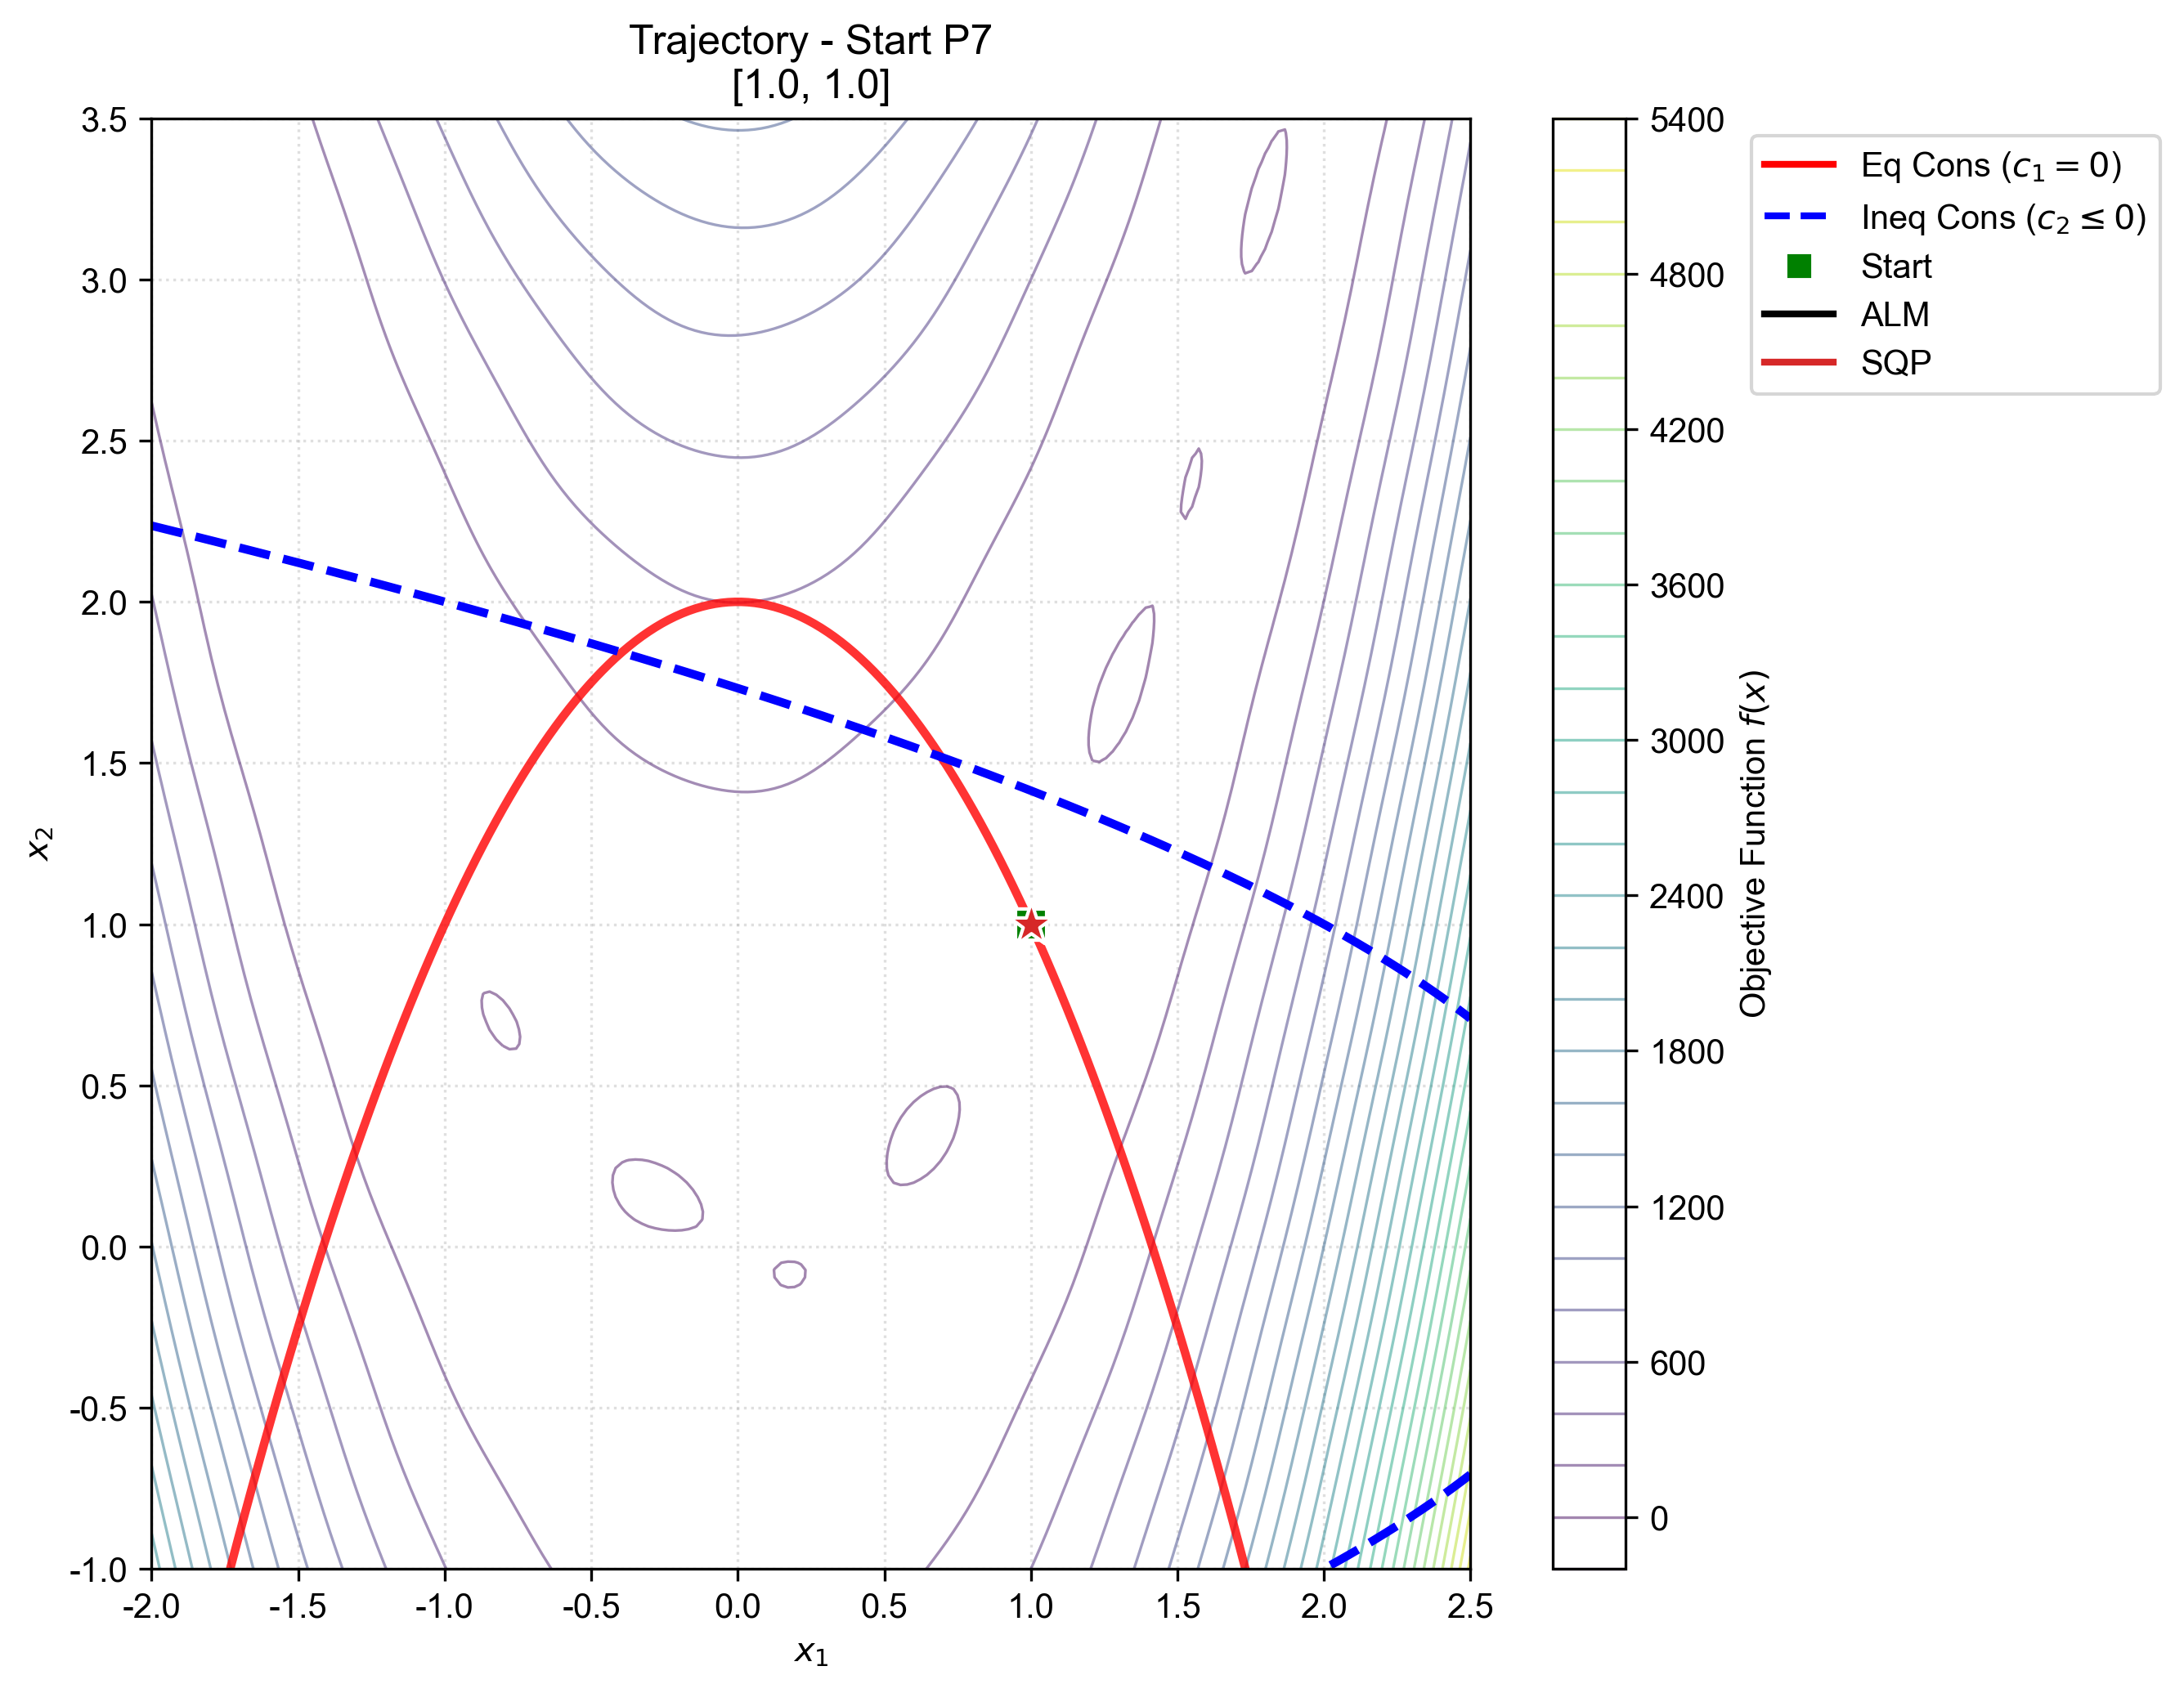 Trajectory - Start P7
[1.0, 1.0]
3.5
3.0
2.5
2.0
1.5
1.0
0.5
0.0
-0.5
-1.0
x₂
-2.0 -1.5 -1.0 -0.5 0.0 0.5 1.0 1.5 2.0 2.5
x₁
5400
4800
4200
3600
3000
2400
1800
1200
600
0
Objective Function f(x)
Eq Cons (c₁ = 0)
Ineq Cons (c₂ ≤ 0)
Start
ALM
SQP